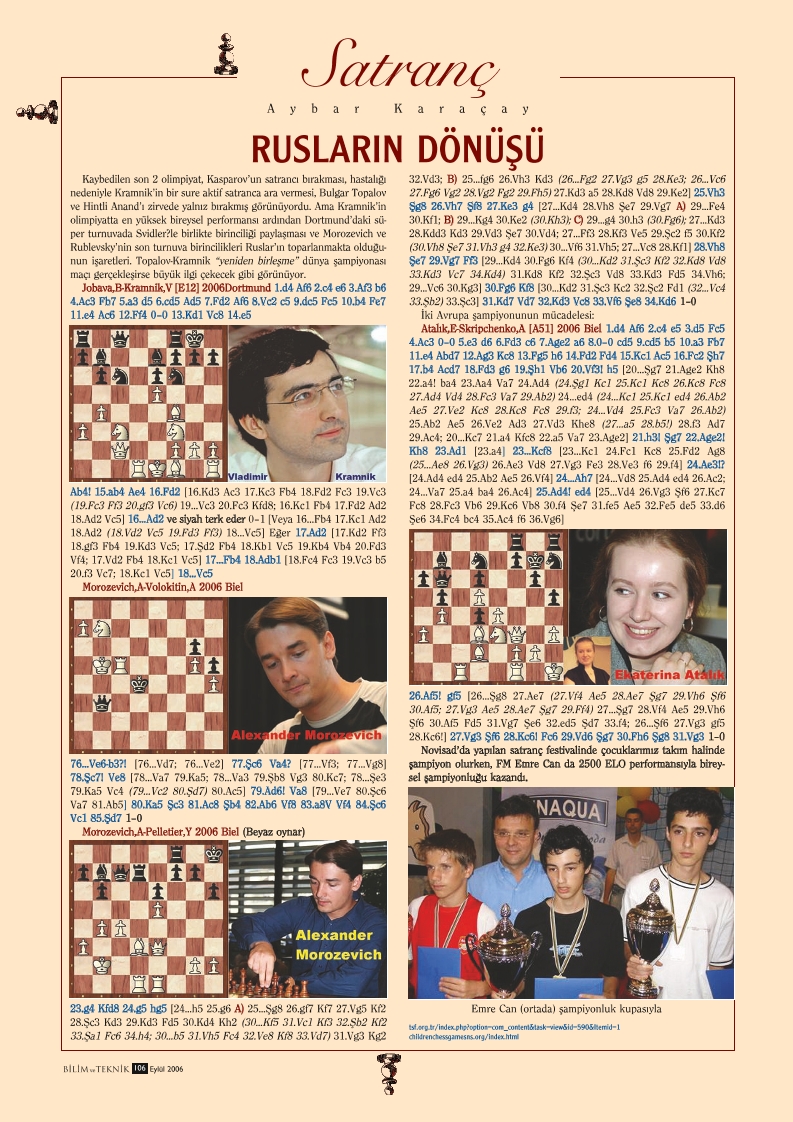 Satranç
Aybar Karaçay
RUSLARIN DÖNÜŞÜ
Kaybedilen son 2 olimpiyat, Kasparov'un satrancı bırakması, hastalığı
nedeniyle Kramnik'in bir sure aktif satranca ara vermesi, Bulgar Topalov
ve Hintli Anand'ı zirvede yalnız bırakmış görünüyordu. Ama Kramnik'in
olimpiyatta en yüksek bireysel performansı ardından Dortmund'daki sü-
per turnuvada Svidler?le birlikte birinciliği paylaşması ve Morozevich ve
Rublevsky'nin son turnuva birincilikleri Ruslar'ın toparlanmakta olduğu-
nun işaretleri. Topalov-Kramnik "yeniden birleşme" dünya şampiyonası
maçı gerçekleşirse büyük ilgi çekecek gibi görünüyor.
Jobava,B-Kramnik,V [E12] 2006Dortmund 1.d4 Af6 2.c4 e6 3.Af3 b6
4.Ac3 Fb7 5.a3 d5 6.cd5 Ad5 7.Fd2 Af6 8.Vc2 c5 9.dc5 Fc5 10.b4 Fe7
11.e4 Ac6 12.Ff4 0-0 13.Kd1 Vc8 14.e5
Vladimir Kramnik
Ab4! 15.ab4 Ae4 16.Fd2 [16.Kd3 Ac3 17.Kc3 Fb4 18.Fd2 Fc3 19.Vc3
(19.Fc3 Ff3 20.gf3 Vc6) 19...Vc3 20.Fc3 Kfd8; 16.Kc1 Fb4 17.Fd2 Ad2
18.Ad2 Vc5] 16...Ad2 ve siyah terk eder 0-1 [Veya 16...Fb4 17.Kc1 Ad2
18.Ad2 (18.Vd2 Vc5 19.Fd3 Ff3) 18...Vc5] Eğer 17.Ad2 [17.Kd2 Ff3
18.gf3 Fb4 19.Kd3 Vc5; 17.Şd2 Fb4 18.Kb1 Vc5 19.Kb4 Vb4 20.Fd3
Vf4; 17.Vd2 Fb4 18.Kc1 Vc5] 17...Fb4 18.Adb1 [18.Fc4 Fc3 19.Vc3 b5
20.f3 Vc7; 18.Kc1 Vc5] 18...Vc5
Morozevich,A-Volokitin,A 2006 Biel
Alexander Morozevich
76...Ve6-b3?! [76...Vd7; 76...Ve2] 77.Şc6 Va4? [77...Vf3; 77...Vg8]
78.Şc7! Ve8 [78...Va7 79.Ka5; 78...Va3 79.Şb8 Vg3 80.Kc7; 78...Şe3
79.Ka5 Vc4 (79...Vc2 80.Şd7) 80.Ac5] 79.Ad6! Va8 [79...Ve7 80.Şc6
Va7 81.Ab5] 80.Ka5 Şc3 81.Ac8 Şb4 82.Ab6 Vf8 83.a8V Vf4 84.Şc6
Vc1 85.Şd7 1-0
Morozevich,A-Pelletier,Y 2006 Biel (Beyaz oynar)
Alexander
Morozevich
23.g4 Kfd8 24.g5 hg5 [24...h5 25.g6 A) 25...Şg8 26.gf7 Kf7 27.Vg5 Kf2
28.Şc3 Kd3 29.Kd3 Fd5 30.Kd4 Kh2 (30...Kf5 31.Vc1 Kf3 32.Şb2 Kf2
33.Şa1 Fc6 34.h4; 30...b5 31.Vh5 Fc4 32.Ve8 Kf8 33.Vd7) 31.Vg3 Kg2
32.Vd3; B) 25...fg6 26.Vh3 Kd3 (26...Fg2 27.Vg3 g5 28.Ke3; 26...Vc6
27.Fg6 Vg2 28.Vg2 Fg2 29.Fh5) 27.Kd3 a5 28.Kd8 Vd8 29.Ke2] 25.Vh3
Şg8 26.Vh7 Şf8 27.Ke3 g4 [27...Kd4 28.Vh8 Şe7 29.Vg7 A) 29...Fe4
30.Kf1; B) 29...Kg4 30.Ke2 (30.Kh3); C) 29...g4 30.h3 (30.Fg6); 27...Kd3
28.Kdd3 Kd3 29.Vd3 Şe7 30.Vd4; 27...Ff3 28.Kf3 Ve5 29.Şc2 f5 30.Kf2
(30.Vh8 Şe7 31.Vh3 g4 32.Ke3) 30...Vf6 31.Vh5; 27...Vc8 28.Kf1] 28.Vh8
Şe7 29.Vg7 Ff3 [29...Kd4 30.Fg6 Kf4 (30...Kd2 31.Şc3 Kf2 32.Kd8 Vd8
33.Kd3 Vc7 34.Kd4) 31.Kd8 Kf2 32.Şc3 Vd8 33.Kd3 Fd5 34.Vh6;
29...Vc6 30.Kg3] 30.Fg6 Kf8 [30...Kd2 31.Şc3 Kc2 32.Şc2 Fd1 (32...Vc4
33.Şb2) 33.Şc3] 31.Kd7 Vd7 32.Kd3 Vc8 33.Vf6 Şe8 34.Kd6 1-0
İki Avrupa şampiyonunun mücadelesi:
Atalık,E-Skripchenko,A [A51] 2006 Biel 1.d4 Af6 2.c4 e5 3.d5 Fc5
4.Ac3 0-0 5.e3 d6 6.Fd3 c6 7.Age2 a6 8.0-0 cd5 9.cd5 b5 10.a3 Fb7
11.e4 Abd7 12.Ag3 Kc8 13.Fg5 h6 14.Fd2 Fd4 15.Kc1 Ac5 16.Fc2 Şh7
17.b4 Acd7 18.Fd3 g6 19.Şh1 Vb6 20.Vf3! h5 [20...Şg7 21.Age2 Kh8
22.a4! ba4 23.Aa4 Va7 24.Ad4 (24.Şg1 Kc1 25.Kc1 Kc8 26.Kc8 Fc8
27.Ad4 Vd4 28.Fc3 Va7 29.Ab2) 24...ed4 (24...Kc1 25.Kc1 ed4 26.Ab2
Ae5 27.Ve2 Kc8 28.Kc8 Fc8 29.f3; 24...Vd4 25.Fc3 Va7 26.Ab2)
25.Ab2 Ae5 26.Ve2 Ad3 27.Vd3 Khe8 (27...a5 28.b5!) 28.f3 Ad7
29.Ac4; 20...Kc7 21.a4 Kfc8 22.a5 Va7 23.Age2] 21.h3! Şg7 22.Age2!
Kh8 23.Ad1 [23.a4] 23...Kcf8 [23...Kc1 24.Fc1 Kc8 25.Fd2 Ag8
(25...Ae8 26.Vg3) 26.Ae3 Vd8 27.Vg3 Fe3 28.Ve3 f6 29.f4] 24.Ae3!?
[24.Ad4 ed4 25.Ab2 Ae5 26.Vf4] 24...Ah7 [24...Vd8 25.Ad4 ed4 26.Ac2;
24...Va7 25.a4 ba4 26.Ac4] 25.Ad4! ed4 [25...Vd4 26.Vg3 Şf6 27.Kc7
Fc8 28.Fc3 Vb6 29.Kc6 Vb8 30.f4 Şe7 31.fe5 Ae5 32.Fe5 de5 33.d6
Şe6 34.Fc4 bc4 35.Ac4 f6 36.Vg6]
Ekaterina Atalık
26.Af5! gf5 [26...Şg8 27.Ae7 (27.Vf4 Ae5 28.Ae7 Şg7 29.Vh6 Şf6
30.Af5; 27.Vg3 Ae5 28.Ae7 Şg7 29.Ff4) 27...Şg7 28.Vf4 Ae5 29.Vh6
Şf6 30.Af5 Fd5 31.Vg7 Şe6 32.ed5 Şd7 33.f4; 26...Şf6 27.Vg3 gf5
28.Kc6!] 27.Vg3 Şf6 28.Kc6! Fc6 29.Vd6 Şg7 30.Fh6 Şg8 31.Vg3 1-0
Novisad'da yapılan satranç festivalinde çocuklarımız takım halinde
şampiyon olurken, FM Emre Can da 2500 ELO performansıyla birey-
sel şampiyonluğu kazandı.
NAQUA
Emre Can (ortada) şampiyonluk kupasıyla
tsf.org.tr/index.php?option=com_content&task=view&id=590&Itemid=1
childrenchessgamesns.org/index.html
BİLİM ve TEKNİK 106 Eylül 2006